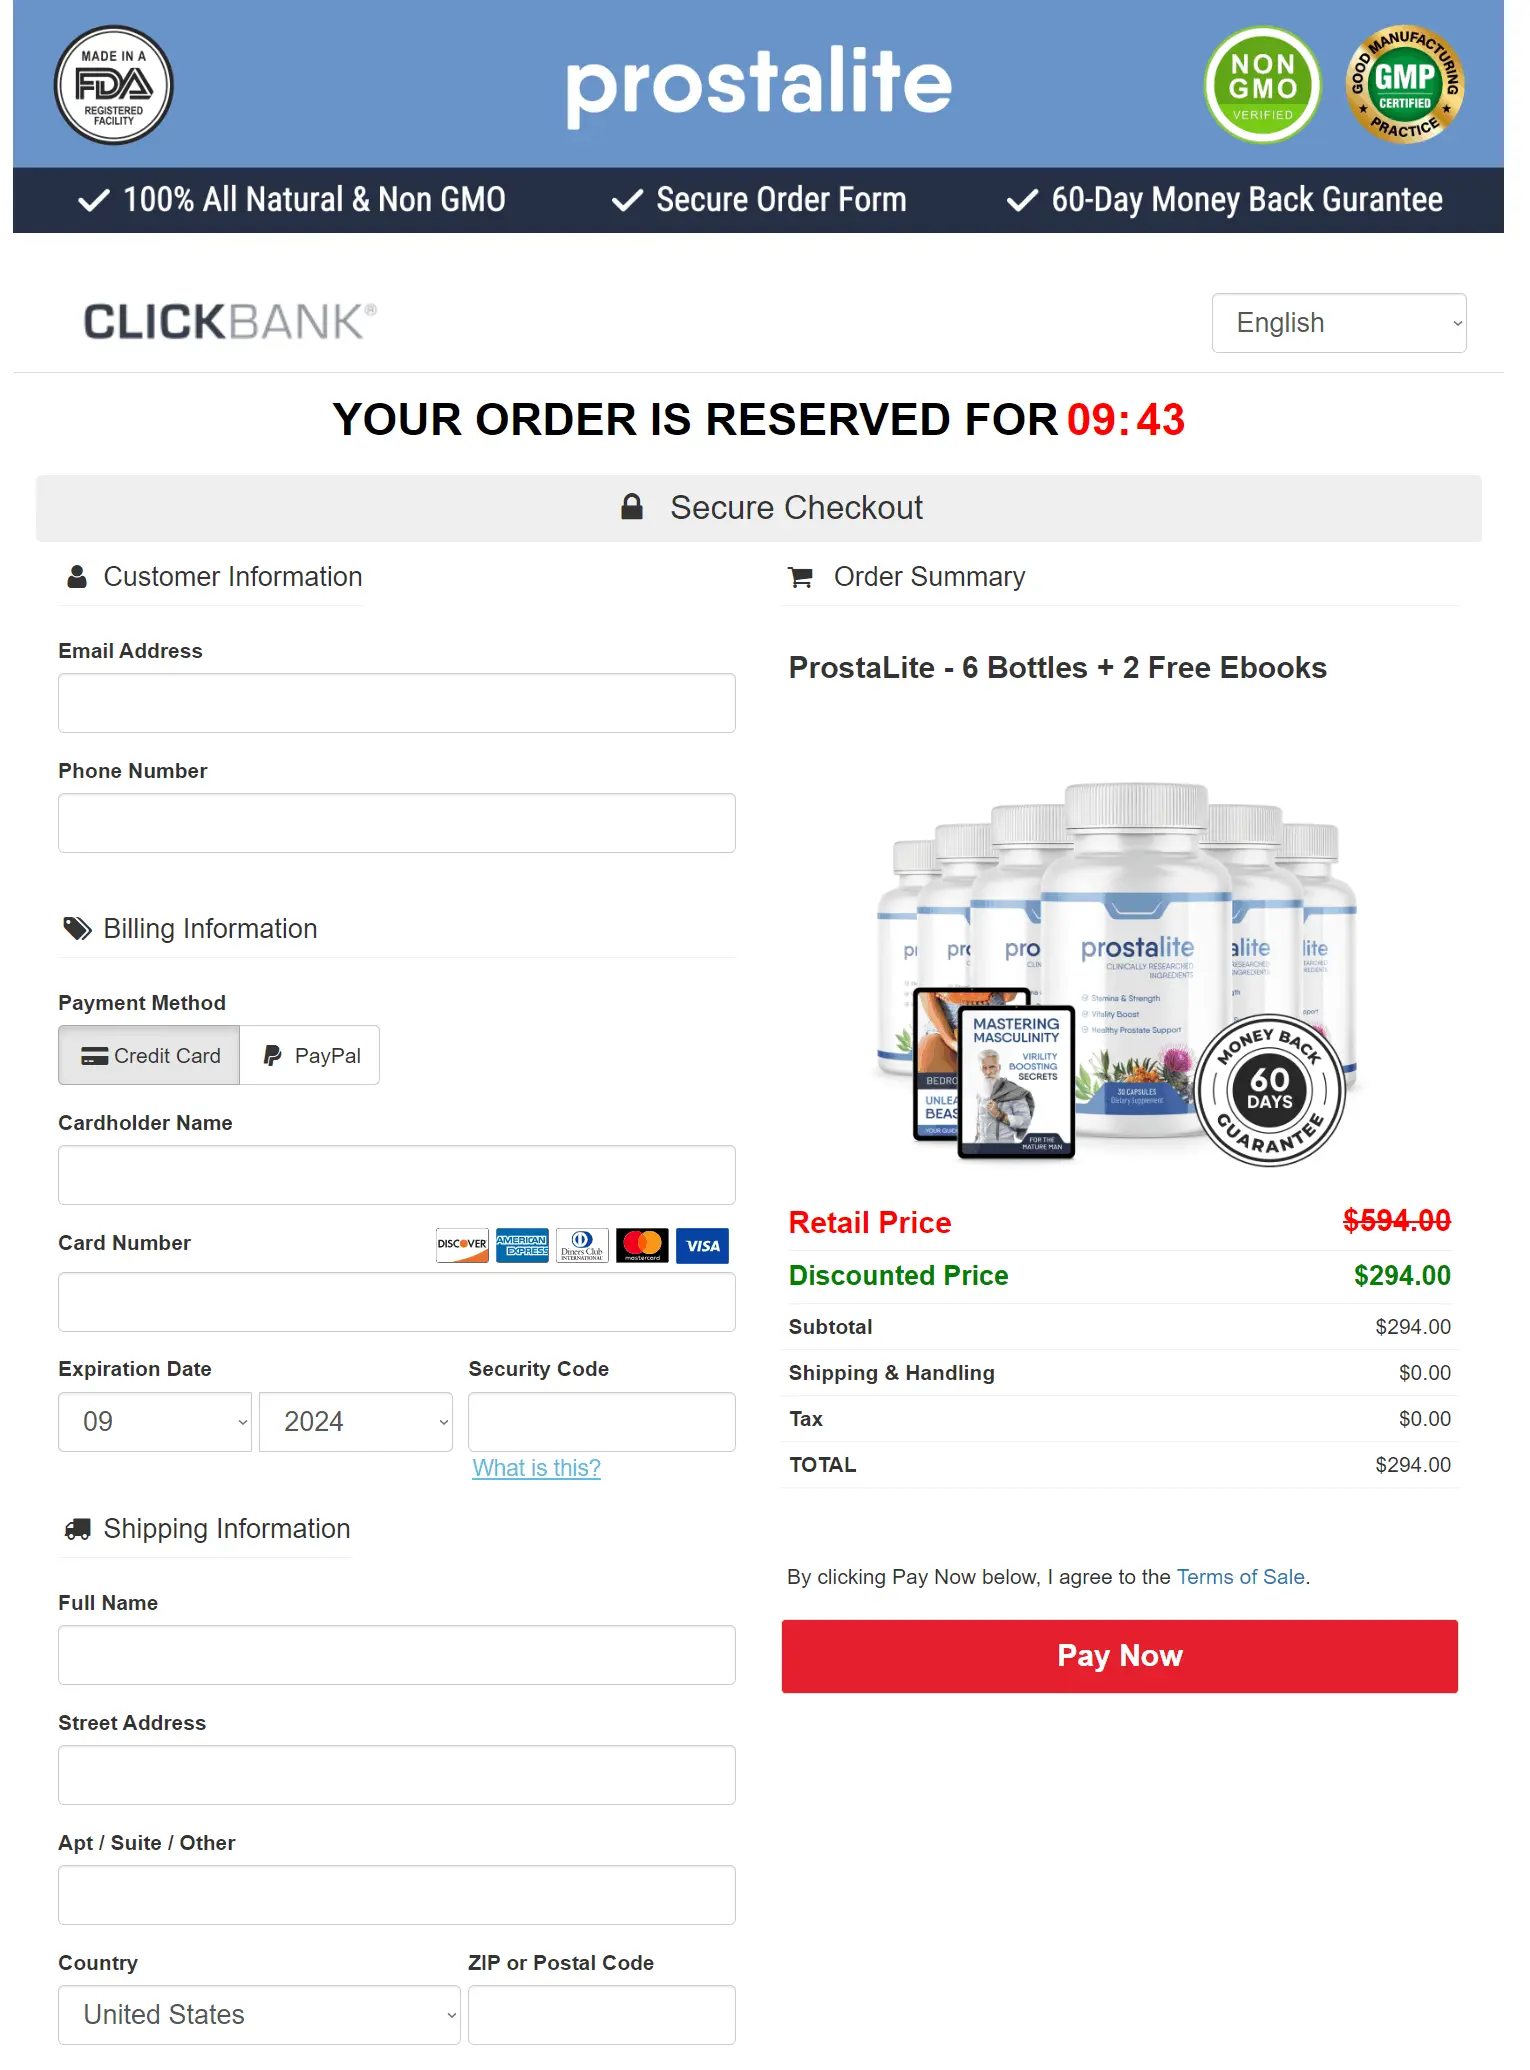 MADE IN A
FDA
REGISTERED
FACILITY
prostalite
NON
GMO
VERIFIED
GOOD MANUFACTURING
GMP
CERTIFIED
PRACTICE
100% All Natural & Non GMO
Secure Order Form
60-Day Money Back Gurantee
CLICKBANK®
English
YOUR ORDER IS RESERVED FOR 09:43
Secure Checkout
Customer Information
Email Address
Phone Number
Billing Information
Payment Method
Credit Card
PayPal
Cardholder Name
Card Number
DISCOVER
AMERICAN
EXPRESS
Diners Club
INTERNATIONAL
mastercard
VISA
Expiration Date
Security Code
09
2024
What is this?
Shipping Information
Full Name
Street Address
Apt / Suite / Other
Country
ZIP or Postal Code
United States
Order Summary
ProstaLite - 6 Bottles + 2 Free Ebooks
prostalite
CLINICALLY RESEARCHED
INGREDIENTS
Stamina & Strength
Vitality Boost
Healthy Prostate Support
30 CAPSULES
Dietary Supplement
MASTERING
MASCULINITY
VIRILITY
BOOSTING
SECRETS
FOR THE
MATURE MAN
BEDRO
UNLEA
BEAS
MONEY BACK
60
DAYS
GUARANTEE
Retail Price $594.00
Discounted Price $294.00
Subtotal $294.00
Shipping & Handling $0.00
Tax $0.00
TOTAL $294.00
By clicking Pay Now below, I agree to the Terms of Sale.
Pay Now